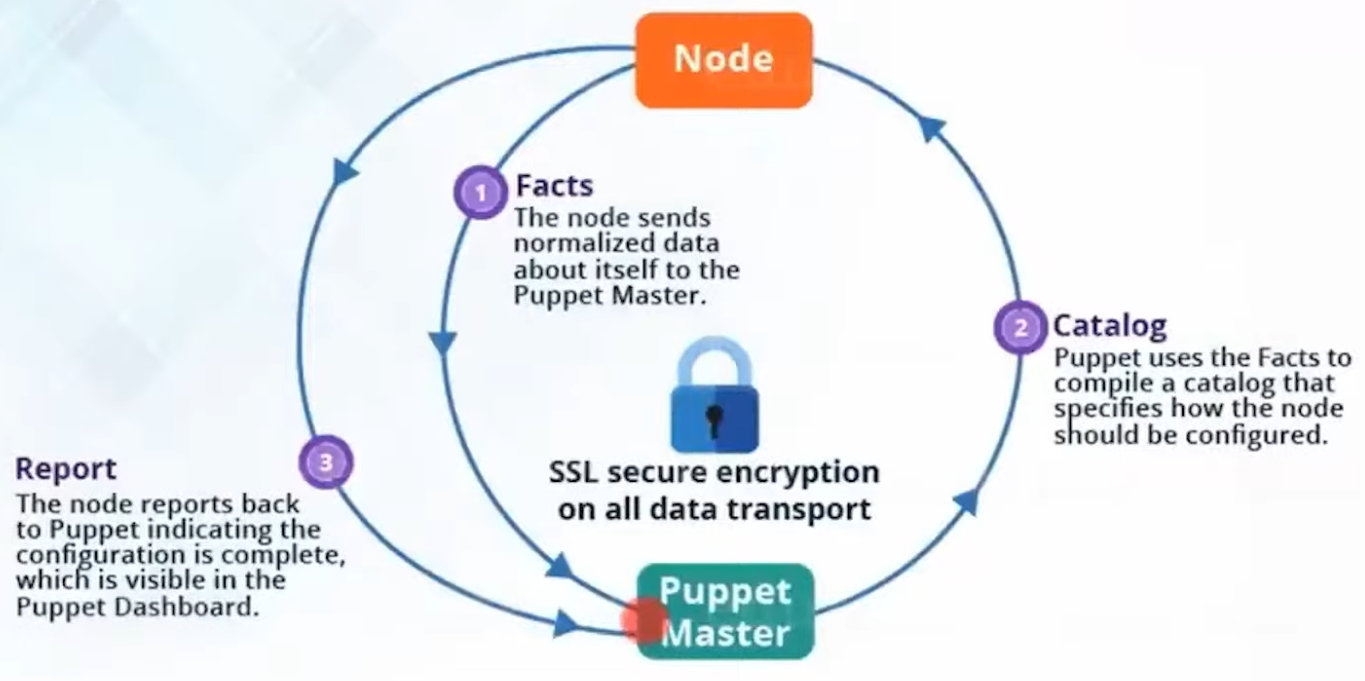 Node
1
Facts
The node sends
normalized data
about itself to the
Puppet Master.
2
Catalog
Puppet uses the Facts to
compile a catalog that
specifies how the node
should be configured.
3
Report
The node reports back
to Puppet indicating the
configuration is complete,
which is visible in the
Puppet Dashboard.
SSL secure encryption
on all data transport
Puppet
Master